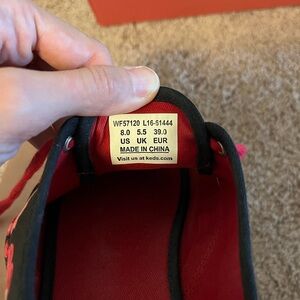 WF57120 L16-51444
8.0 5.5 39.0
US UK EUR
MADE IN CHINA
Visit us at keds.com